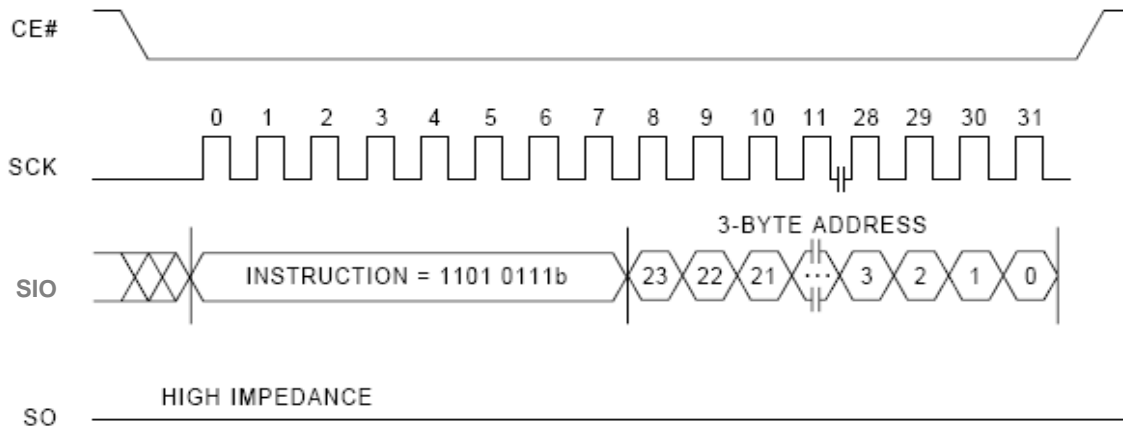 CE#
0 1 2 3 4 5 6 7 8 9 10 11 28 29 30 31
SCK
3-BYTE ADDRESS
SIO INSTRUCTION = 1101 0111b 23 22 21 ... 3 2 1 0
HIGH IMPEDANCE
SO